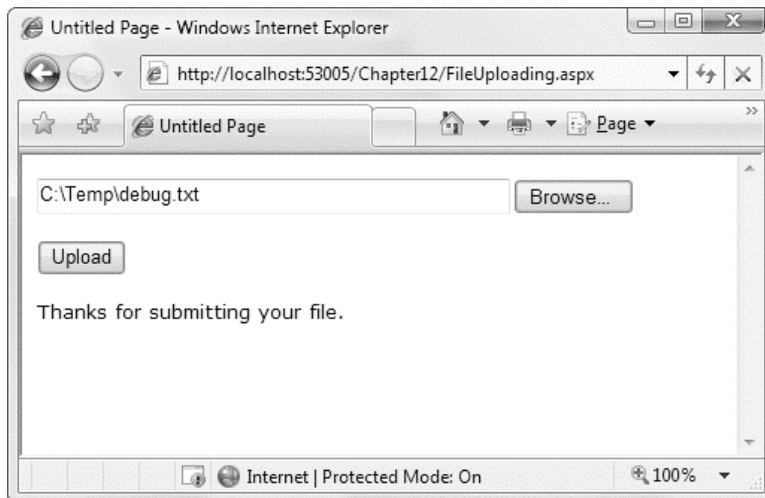 Untitled Page - Windows Internet Explorer
http://localhost:53005/Chapter12/FileUploading.aspx
Untitled Page
Page
C:\Temp\debug.txt
Browse...
Upload
Thanks for submitting your file.
Internet | Protected Mode: On
100%